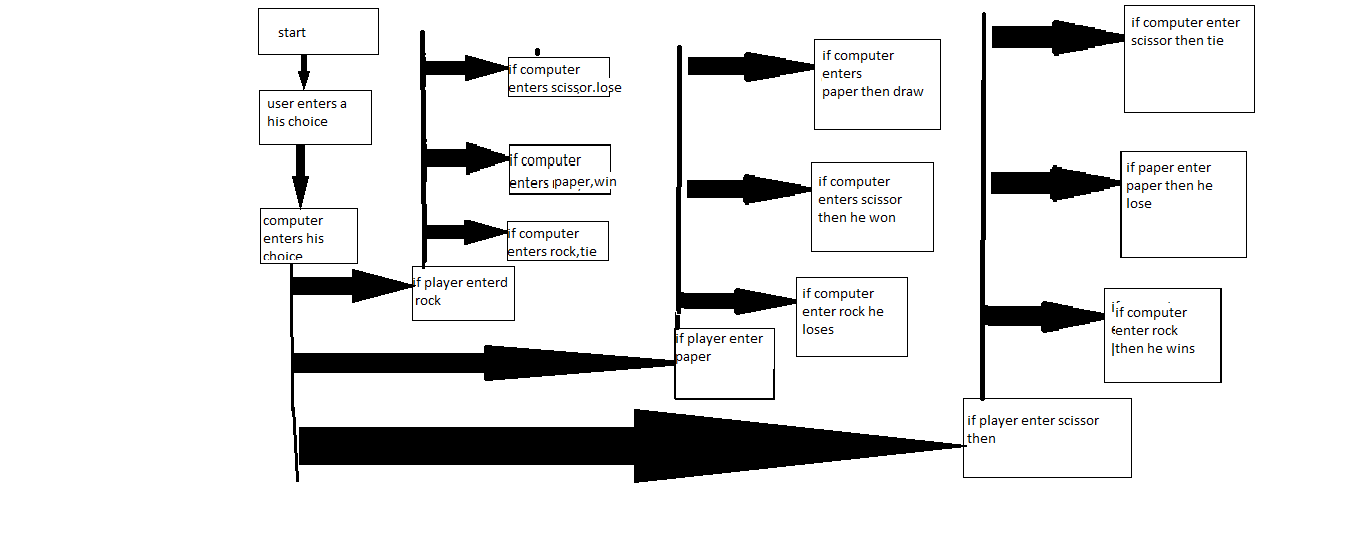 start
user enters a
his choice
computer
enters his
choice
if computer
enters scissor.lose
if computer
enters paper,win
if computer
enters rock,tie
if player enterd
rock
if computer
enters
paper then draw
if computer
enters scissor
then he won
if computer
enter rock he
loses
if player enter
paper
if computer enter
scissor then tie
if paper enter
paper then he
lose
if computer
enter rock
then he wins
if player enter scissor
then